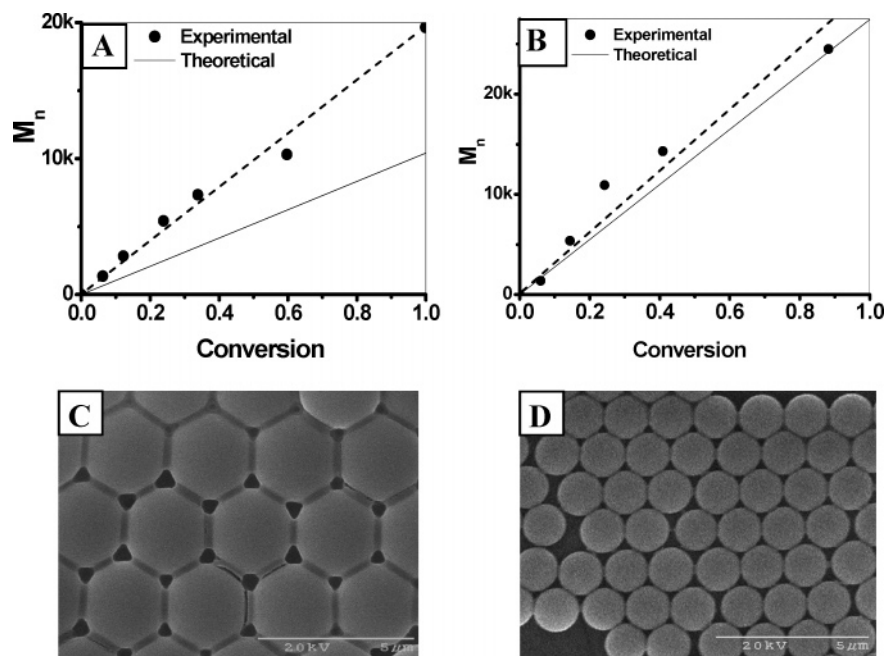 A
Experimental
Theoretical
20k
10k
0
M_n
0.0 0.2 0.4 0.6 0.8 1.0
Conversion
B
Experimental
Theoretical
20k
10k
0
M_n
0.0 0.2 0.4 0.6 0.8 1.0
Conversion
C
20kV 5µm
D
20kV 5µm